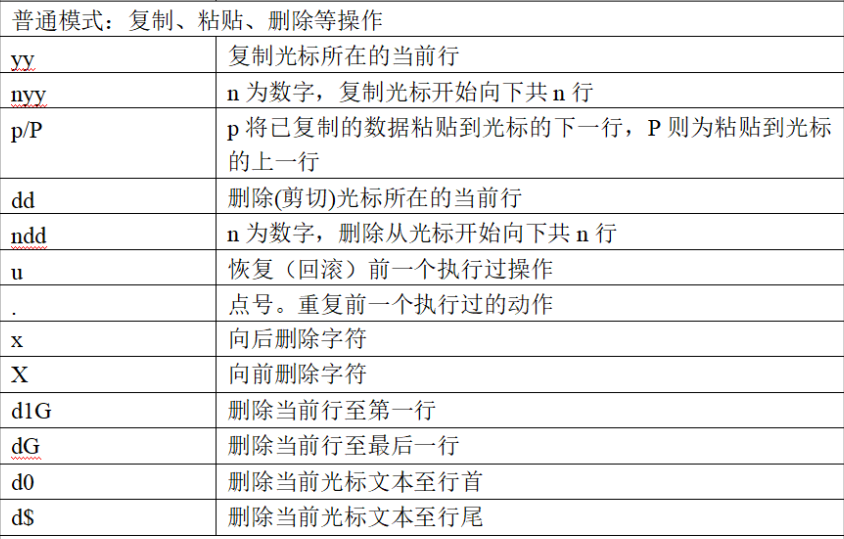 普通模式：复制、粘贴、删除等操作
yy 复制光标所在的当前行
nyy n 为数字，复制光标开始向下共 n 行
p/P p 将已复制的数据粘贴到光标的下一行，P 则为粘贴到光标
的上一行
dd 删除(剪切)光标所在的当前行
ndd n 为数字，删除从光标开始向下共 n 行
u 恢复（回滚）前一个执行过操作
. 点号。重复前一个执行过的动作
x 向后删除字符
X 向前删除字符
d1G 删除当前行至第一行
dG 删除当前行至最后一行
d0 删除当前光标文本至行首
d$ 删除当前光标文本至行尾